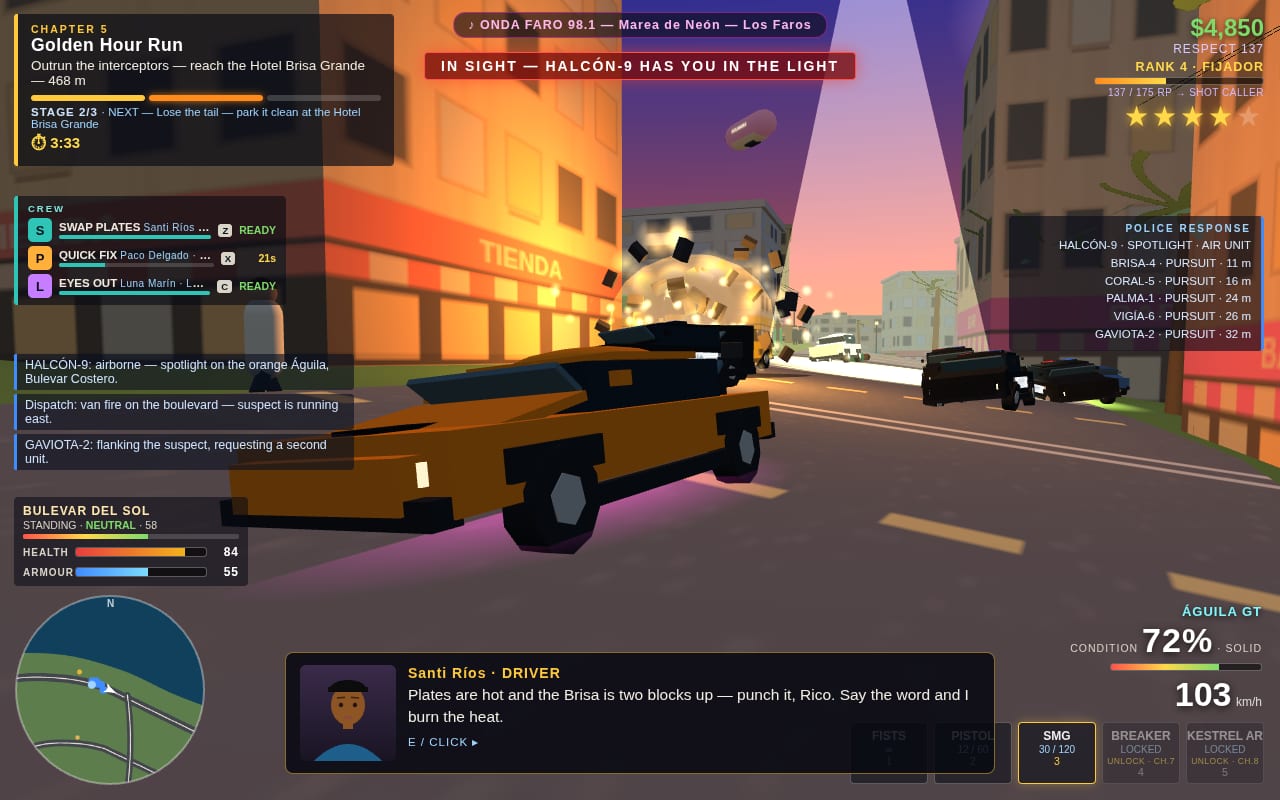 CHAPTER 5
Golden Hour Run
Outrun the interceptors — reach the Hotel Brisa Grande
— 468 m
STAGE 2/3 · NEXT — Lose the tail — park it clean at the Hotel
Brisa Grande
⏱ 3:33
♪ ONDA FARO 98.1 — Marea de Neón — Los Faros
IN SIGHT — HALCÓN-9 HAS YOU IN THE LIGHT
$4,850
RESPECT 137
RANK 4 · FIJADOR
137 / 175 RP → SHOT CALLER
★★★★★
CREW
S SWAP PLATES Santi Ríos ... Z READY
P QUICK FIX Paco Delgado · ... X 21s
L EYES OUT Luna Marín · L... C READY
POLICE RESPONSE
HALCÓN-9 · SPOTLIGHT · AIR UNIT
BRISA-4 · PURSUIT · 11 m
CORAL-5 · PURSUIT · 16 m
PALMA-1 · PURSUIT · 24 m
VIGÍA-6 · PURSUIT · 26 m
GAVIOTA-2 · PURSUIT · 32 m
TIENDA
HALCÓN-9: airborne — spotlight on the orange Águila,
Bulevar Costero.
Dispatch: van fire on the boulevard — suspect is running
east.
GAVIOTA-2: flanking the suspect, requesting a second
unit.
BULEVAR DEL SOL
STANDING · NEUTRAL · 58
HEALTH 84
ARMOUR 55
N
Santi Ríos · DRIVER
Plates are hot and the Brisa is two blocks up — punch it, Rico. Say the word and I
burn the heat.
E / CLICK ▸
ÁGUILA GT
CONDITION 72% · SOLID
103 km/h
FISTS
∞
1
PISTOL
12 / 60
2
SMG
30 / 120
3
BREAKER
LOCKED
UNLOCK · CH.7
4
KESTREL AR
LOCKED
UNLOCK · CH.8
5